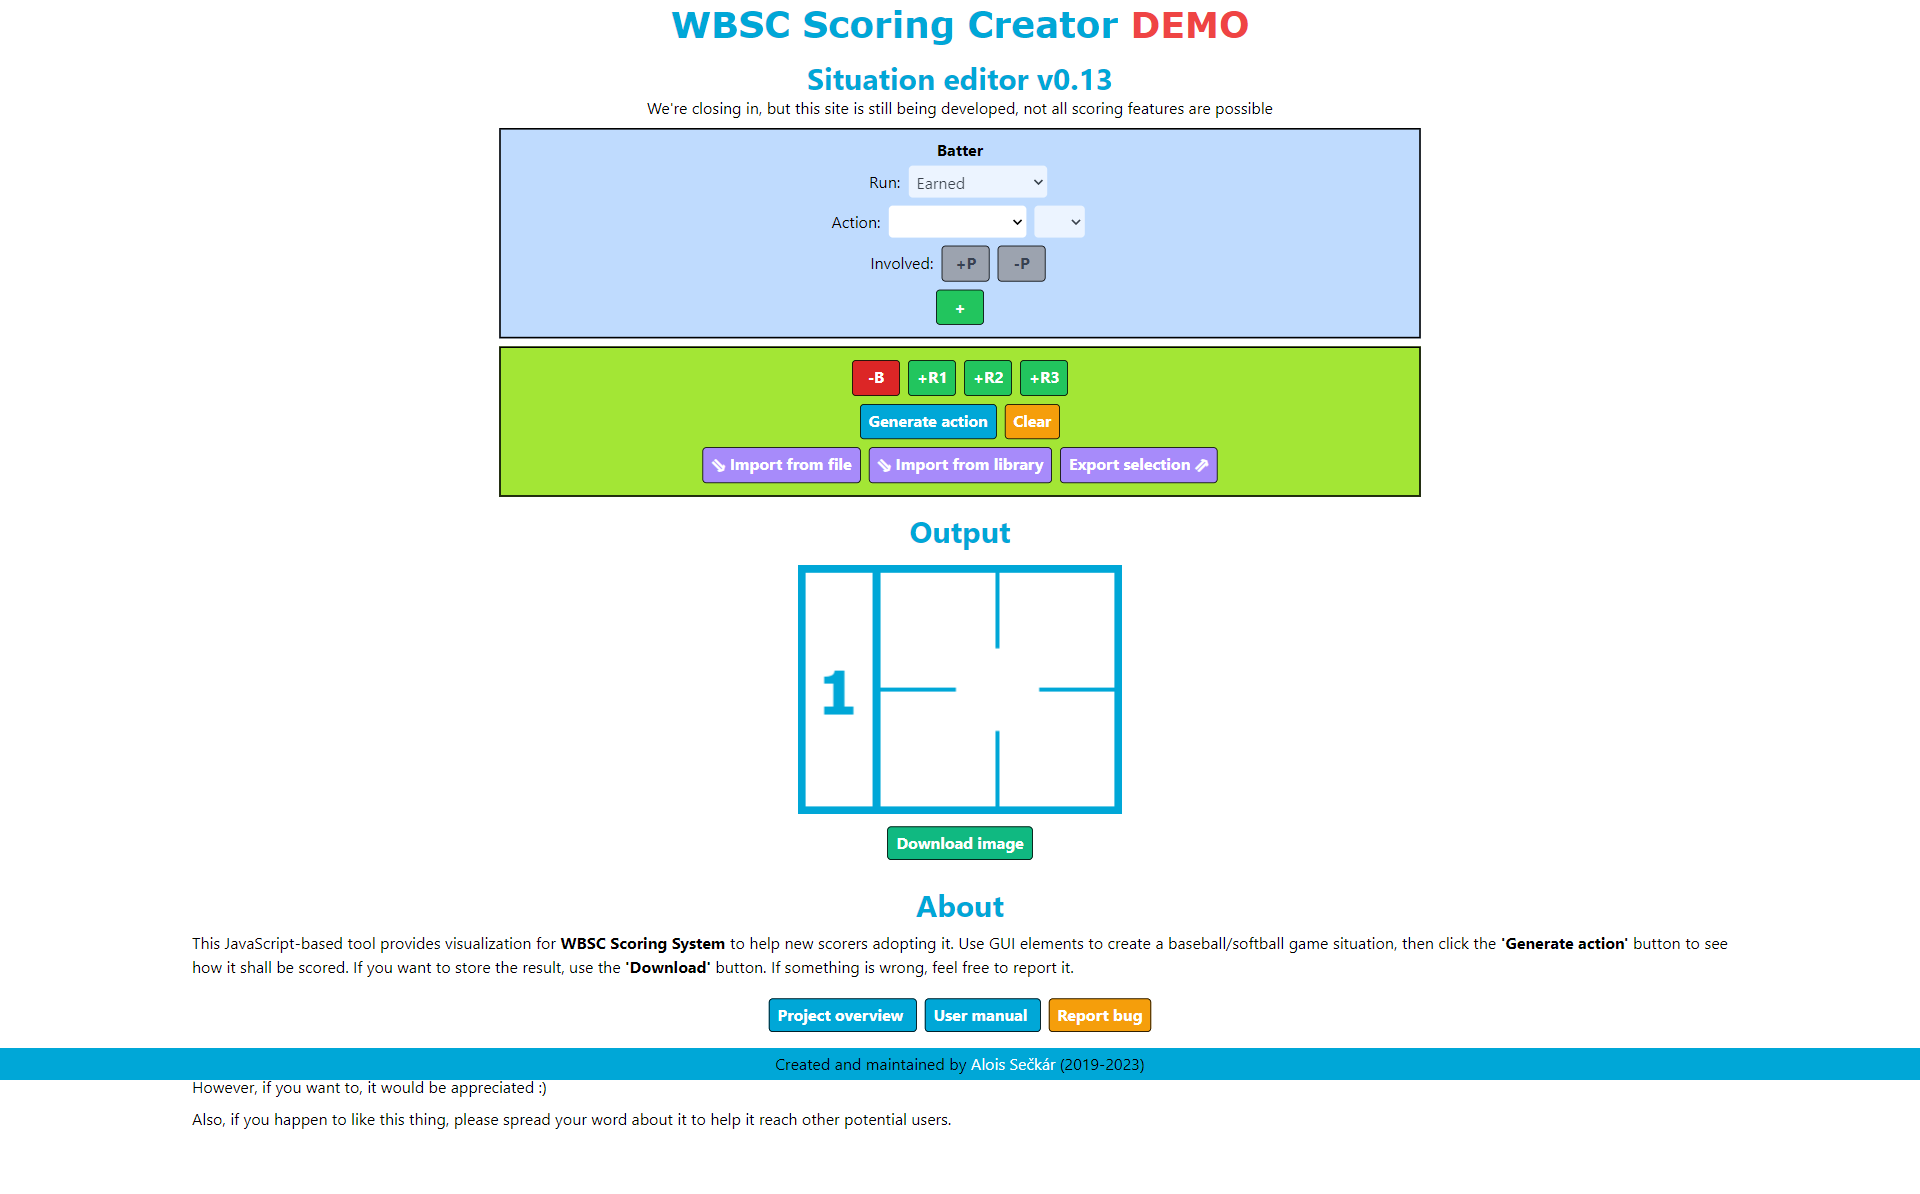 WBSC Scoring Creator DEMO
Situation editor v0.13
We're closing in, but this site is still being developed, not all scoring features are possible
Batter
Run: Earned
Action:
Involved: +P -P
+
-B +R1 +R2 +R3
Generate action Clear
⇘ Import from file ⇘ Import from library Export selection ⇗
Output
1
Download image
About
This JavaScript-based tool provides visualization for WBSC Scoring System to help new scorers adopting it. Use GUI elements to create a baseball/softball game situation, then click the 'Generate action' button to see
how it shall be scored. If you want to store the result, use the 'Download' button. If something is wrong, feel free to report it.
Project overview User manual Report bug
Created and maintained by Alois Sečkár (2019-2023)
However, if you want to, it would be appreciated :)
Also, if you happen to like this thing, please spread your word about it to help it reach other potential users.